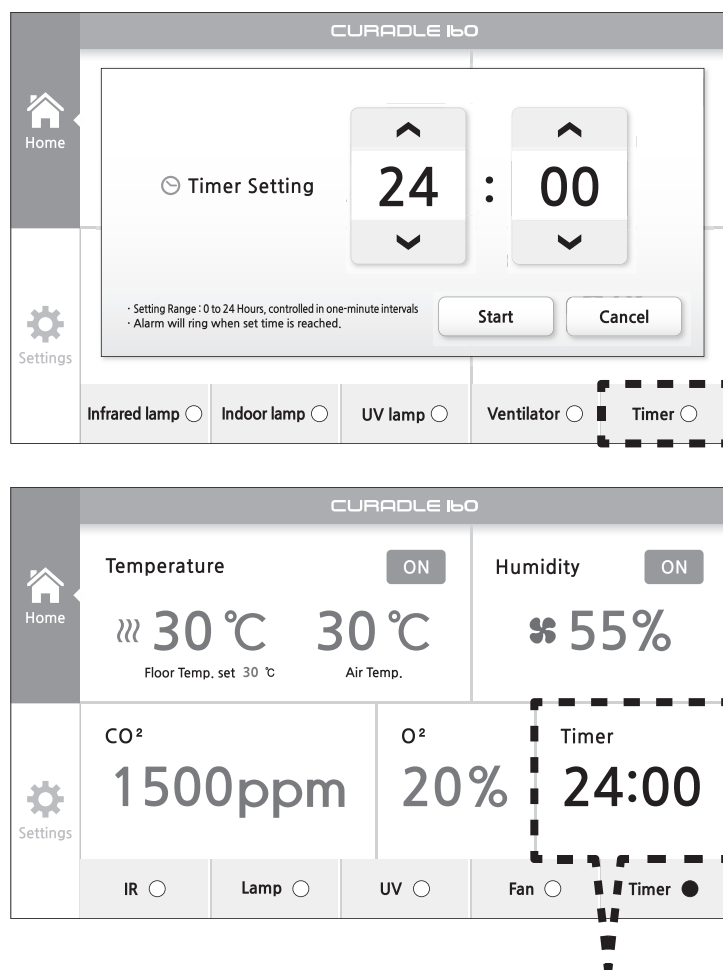 CURADLE 160
Home
24 : 00
Timer Setting
· Setting Range : 0 to 24 Hours, controlled in one-minute intervals
· Alarm will ring when set time is reached.
Start Cancel
Settings
Infrared lamp Indoor lamp UV lamp Ventilator Timer
CURADLE 160
Home
Temperature ON Humidity ON
30 ℃ 30 ℃ 55%
Floor Temp. set 30 ℃ Air Temp.
Settings
CO² O² Timer
1500ppm 20% 24:00
IR Lamp UV Fan Timer